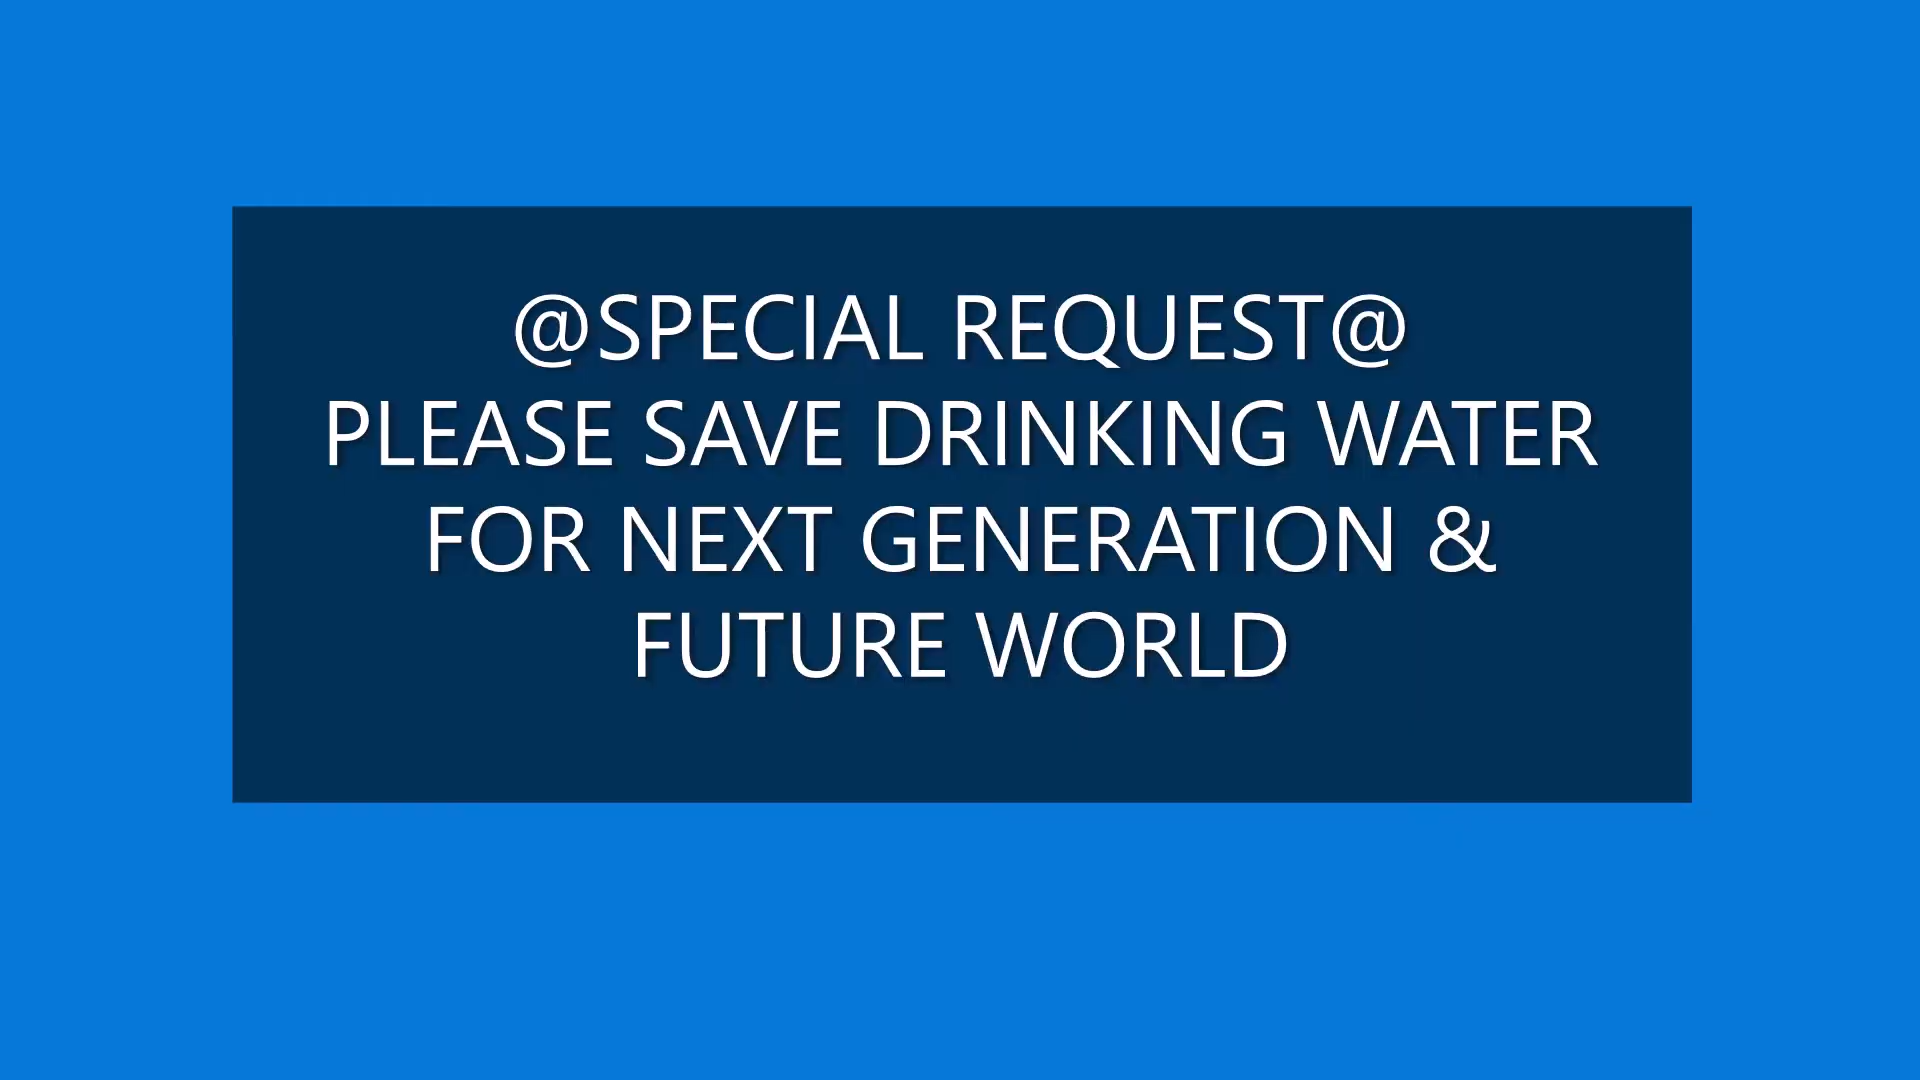 @SPECIAL REQUEST@
PLEASE SAVE DRINKING WATER
FOR NEXT GENERATION &
FUTURE WORLD